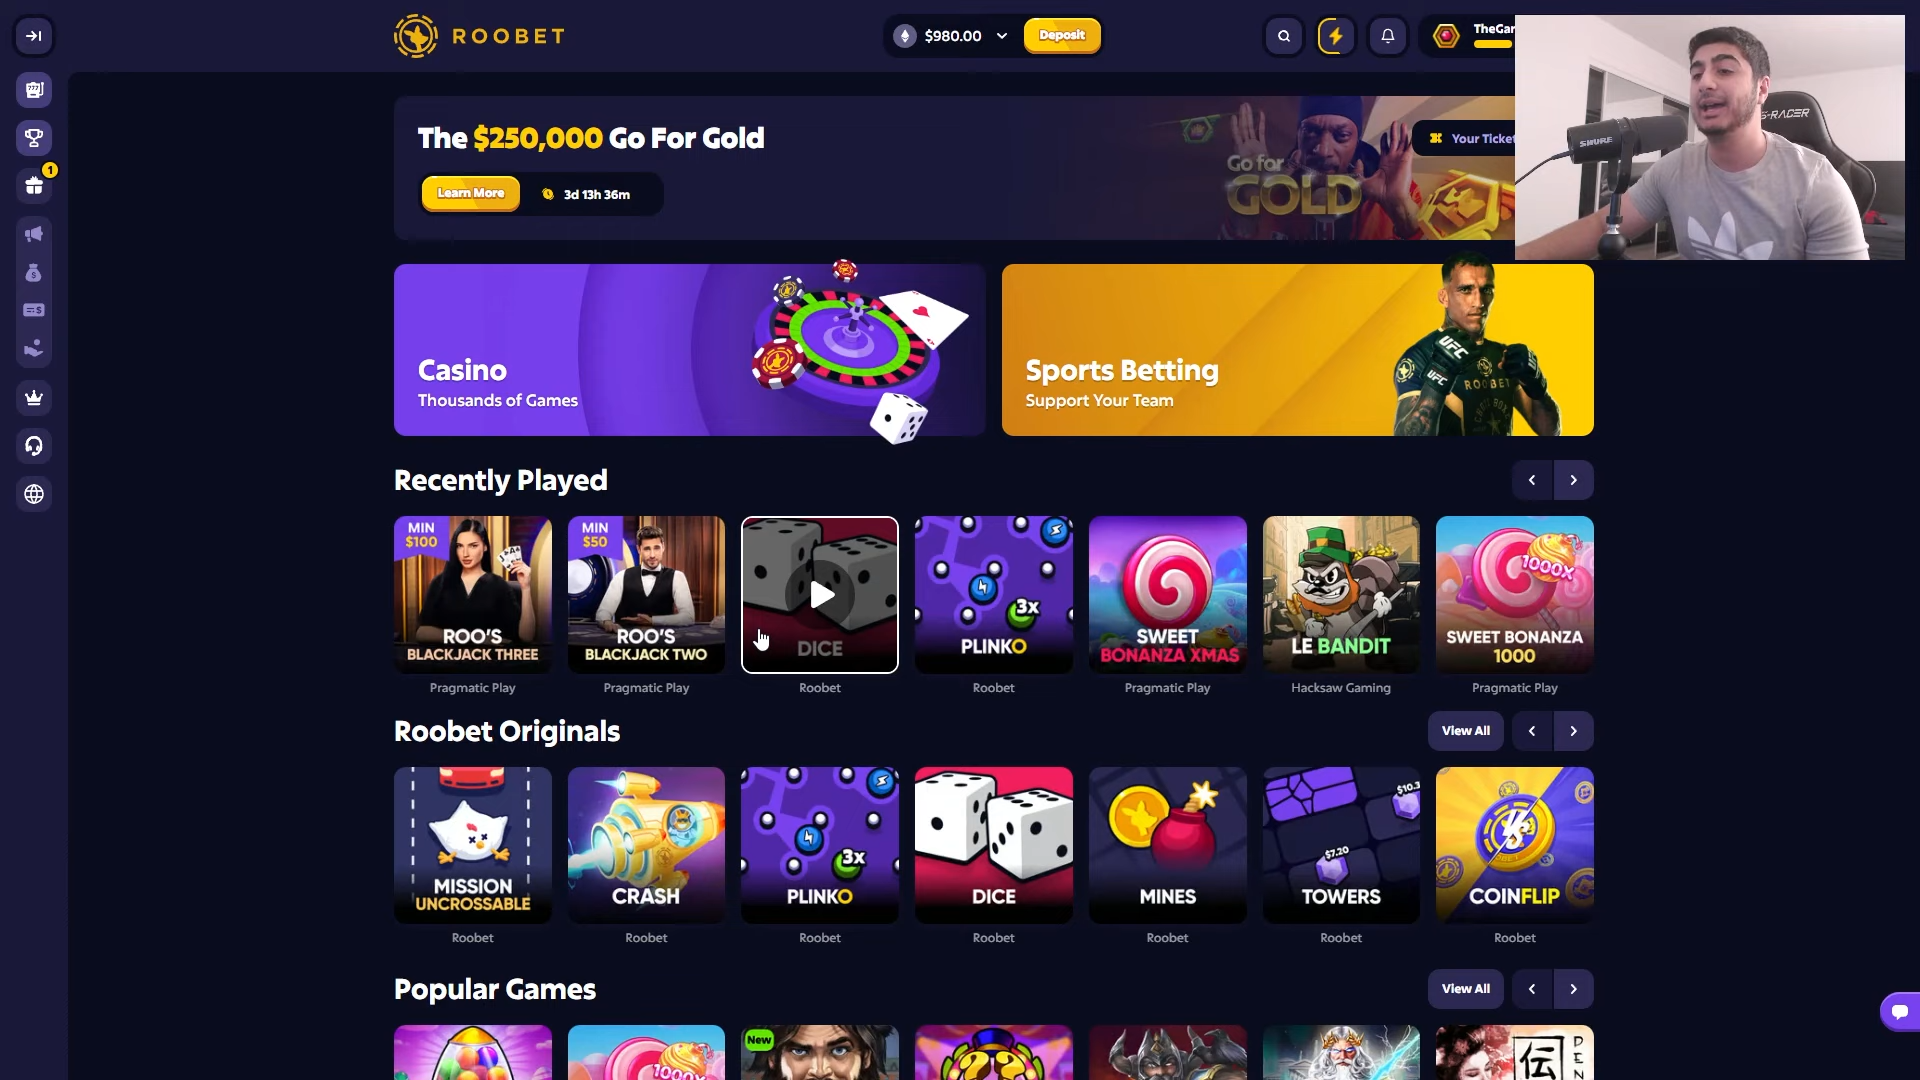 ROOBET
$980.00
Deposit
TheGar
The $250,000 Go For Gold
Learn More
3d 13h 36m
Go for
GOLD
Your Ticket
SHURE
Casino
Thousands of Games
Sports Betting
Support Your Team
UFC
UFC
ROOBET
Recently Played
MIN
$100
ROO'S
BLACKJACK THREE
Pragmatic Play
MIN
$50
ROO'S
BLACKJACK TWO
Pragmatic Play
DICE
Roobet
3x
PLINKO
Roobet
SWEET
BONANZA XMAS
Pragmatic Play
LE BANDIT
Hacksaw Gaming
1000X
SWEET BONANZA
1000
Pragmatic Play
Roobet Originals
View All
MISSION
UNCROSSABLE
Roobet
CRASH
Roobet
3x
PLINKO
Roobet
DICE
Roobet
MINES
Roobet
$10.3
$7.20
TOWERS
Roobet
COINFLIP
Roobet
Popular Games
View All
1000X
New
伝
D
E
N